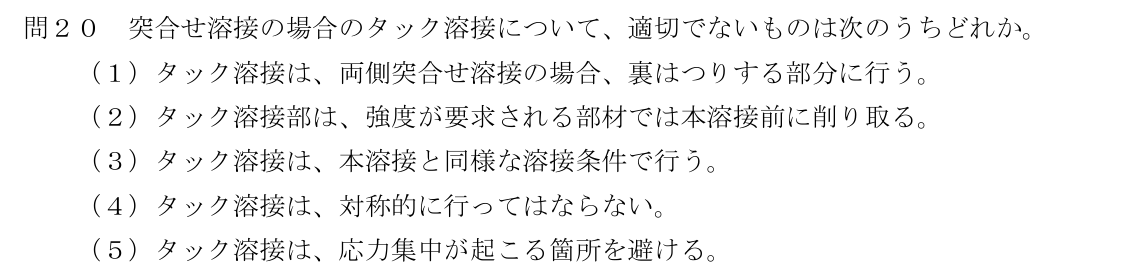 問２０　突合せ溶接の場合のタック溶接について、適切でないものは次のうちどれか。
（１）タック溶接は、両側突合せ溶接の場合、裏はつりする部分に行う。
（２）タック溶接部は、強度が要求される部材では本溶接前に削り取る。
（３）タック溶接は、本溶接と同様な溶接条件で行う。
（４）タック溶接は、対称的に行ってはならない。
（５）タック溶接は、応力集中が起こる箇所を避ける。